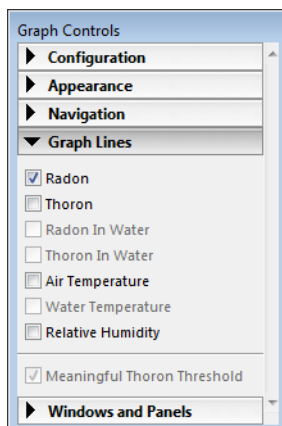 Graph Controls
Configuration
Appearance
Navigation
Graph Lines
Radon
Thoron
Radon In Water
Thoron In Water
Air Temperature
Water Temperature
Relative Humidity
Meaningful Thoron Threshold
Windows and Panels